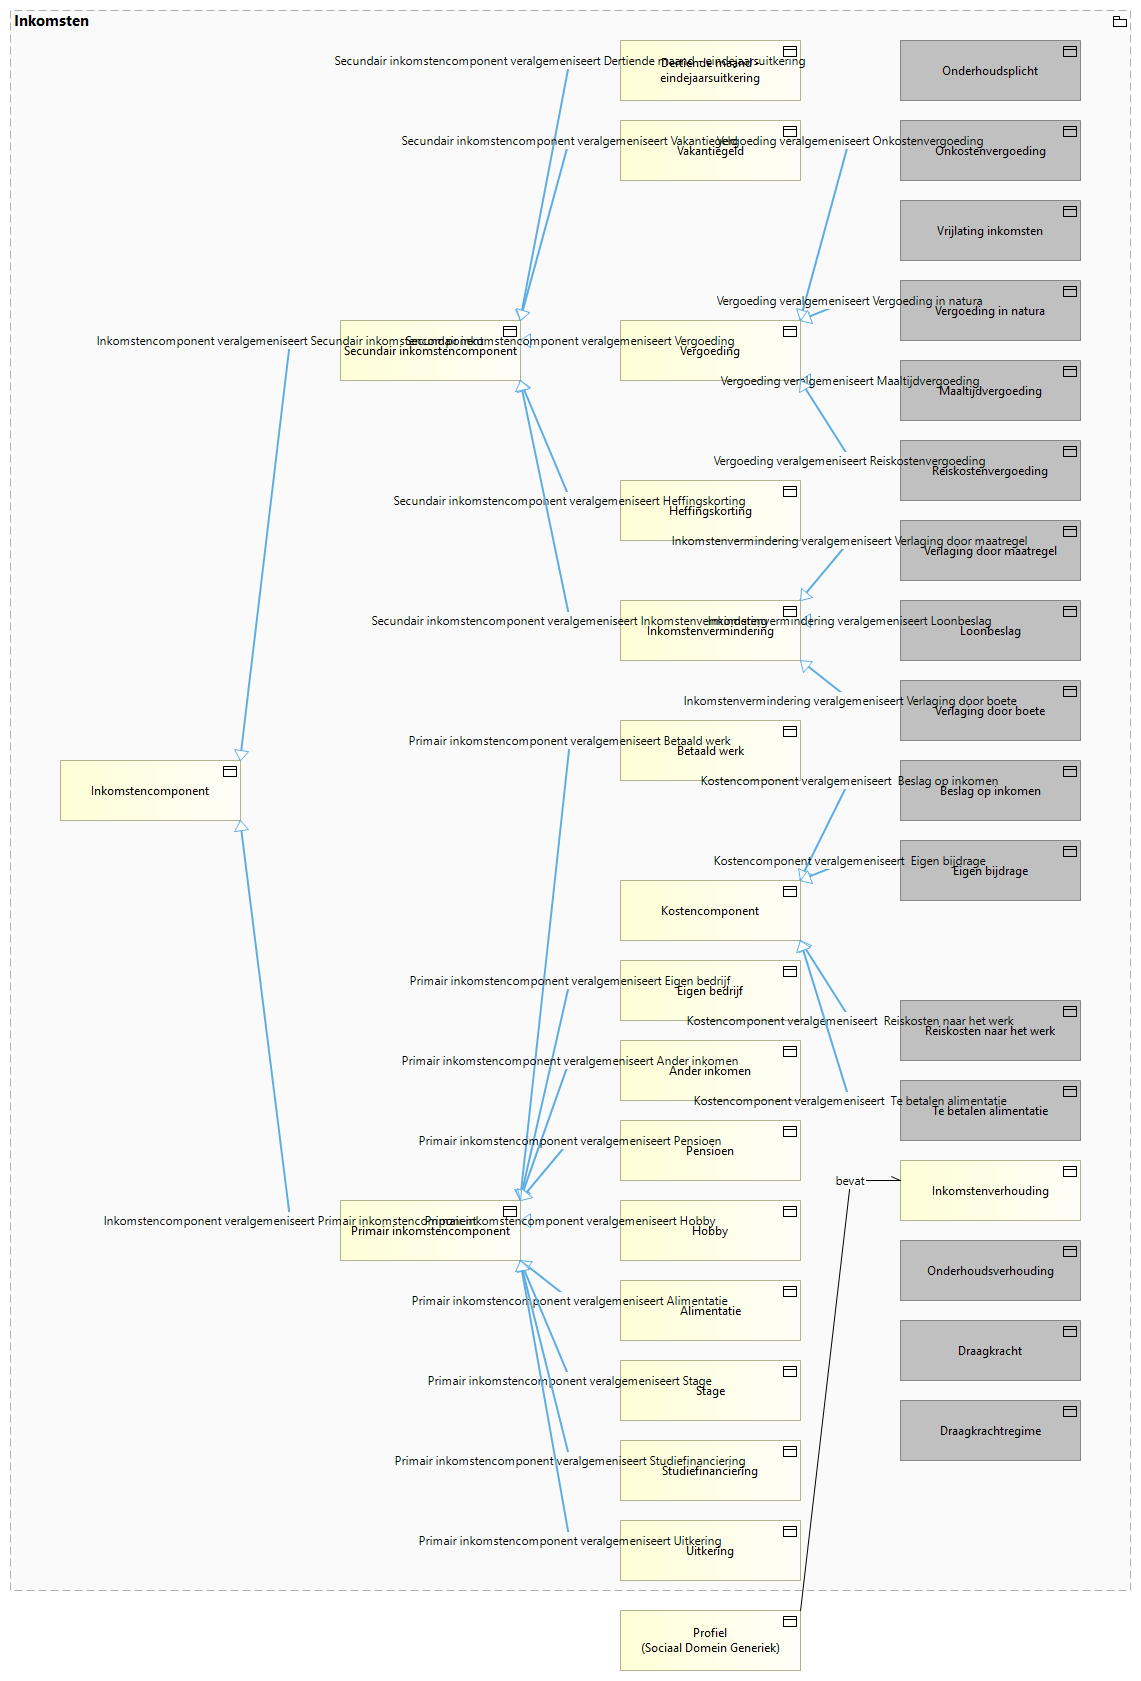 Inkomsten
Secundair inkomstencomponent veralgemeniseert Dertiende maand - eindejaarsuitkering
Dertiende maand -
eindejaarsuitkering
Onderhoudsplicht
Secundair inkomstencomponent veralgemeniseert Vakantiegeld
Vergoeding veralgemeniseert Onkostenvergoeding
Vakantiegeld
Onkostenvergoeding
Vrijlating inkomsten
Vergoeding veralgemeniseert Vergoeding in natura
Vergoeding in natura
Inkomstencomponent veralgemeniseert Secundair inkomstencomponent
Secundair inkomstencomponent veralgemeniseert Vergoeding
Secundair inkomstencomponent
Vergoeding
Vergoeding veralgemeniseert Maaltijdvergoeding
Maaltijdvergoeding
Vergoeding veralgemeniseert Reiskostenvergoeding
Reiskostenvergoeding
Secundair inkomstencomponent veralgemeniseert Heffingskorting
Heffingskorting
Inkomstenvermindering veralgemeniseert Verlaging door maatregel
Verlaging door maatregel
Secundair inkomstencomponent veralgemeniseert Inkomstenvermindering
Inkomstenvermindering veralgemeniseert Loonbeslag
Inkomstenvermindering
Loonbeslag
Inkomstenvermindering veralgemeniseert Verlaging door boete
Verlaging door boete
Primair inkomstencomponent veralgemeniseert Betaald werk
Betaald werk
Kostencomponent veralgemeniseert  Beslag op inkomen
Beslag op inkomen
Inkomstencomponent
Kostencomponent veralgemeniseert  Eigen bijdrage
Eigen bijdrage
Kostencomponent
Primair inkomstencomponent veralgemeniseert Eigen bedrijf
Eigen bedrijf
Kostencomponent veralgemeniseert  Reiskosten naar het werk
Reiskosten naar het werk
Primair inkomstencomponent veralgemeniseert Ander inkomen
Ander inkomen
Kostencomponent veralgemeniseert  Te betalen alimentatie
Te betalen alimentatie
Primair inkomstencomponent veralgemeniseert Pensioen
Pensioen
bevat
Inkomstenverhouding
Inkomstencomponent veralgemeniseert Primair inkomstencomponent
Primair inkomstencomponent veralgemeniseert Hobby
Primair inkomstencomponent
Hobby
Onderhoudsverhouding
Primair inkomstencomponent veralgemeniseert Alimentatie
Alimentatie
Draagkracht
Primair inkomstencomponent veralgemeniseert Stage
Stage
Draagkrachtregime
Primair inkomstencomponent veralgemeniseert Studiefinanciering
Studiefinanciering
Primair inkomstencomponent veralgemeniseert Uitkering
Uitkering
Profiel
(Sociaal Domein Generiek)